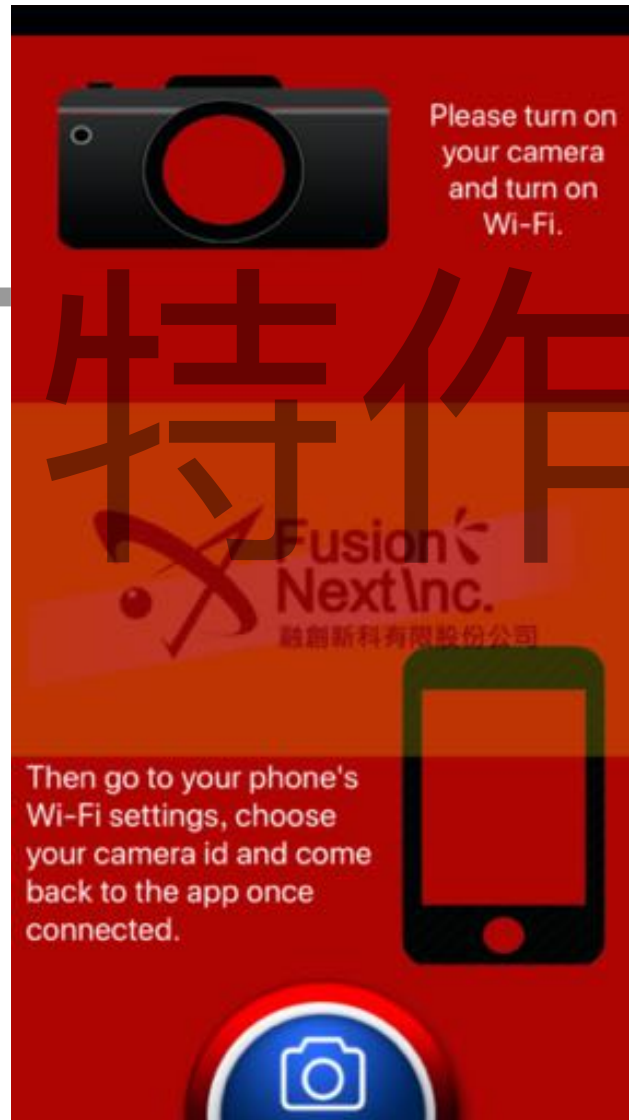 Please turn on
your camera
and turn on
Wi-Fi.
特作
Fusion
Next Inc.
融創新科有限股份公司
Then go to your phone's
Wi-Fi settings, choose
your camera id and come
back to the app once
connected.